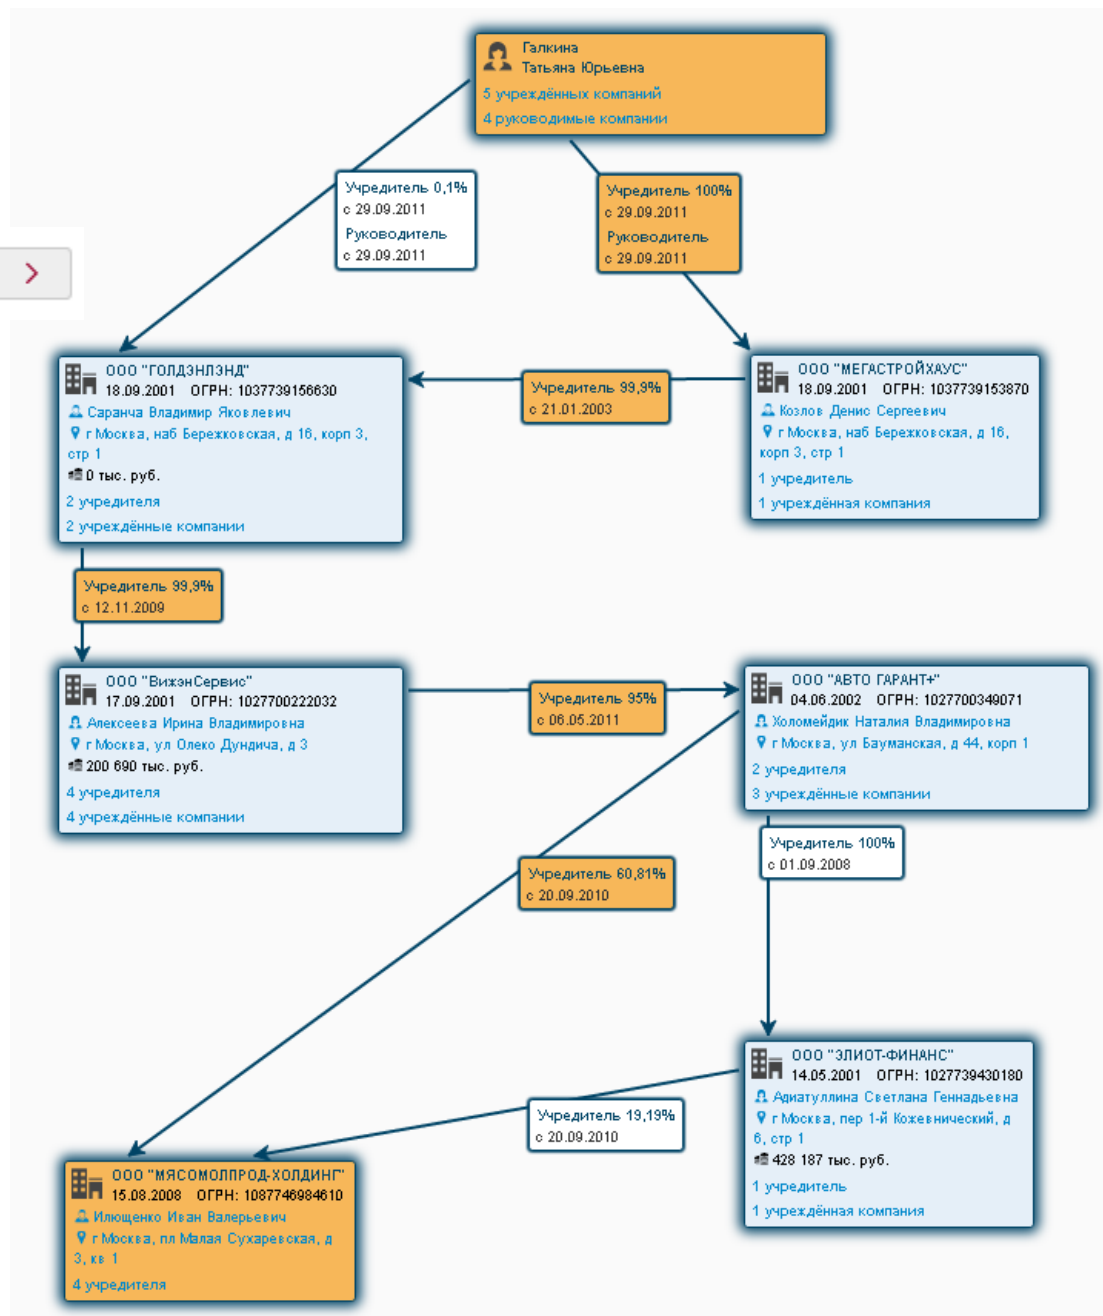 Галкина
Татьяна Юрьевна
5 учреждённых компаний
4 руководимые компании
Учредитель 0,1%
с 29.09.2011
Руководитель
с 29.09.2011
Учредитель 100%
с 29.09.2011
Руководитель
с 29.09.2011
ООО "ГОЛДЭНЛЭНД"
18.09.2001 ОГРН: 1037739156630
Саранча Владимир Яковлевич
г Москва, наб Бережковская, д 16, корп 3,
стр 1
0 тыс. руб.
2 учредителя
2 учреждённые компании
Учредитель 99,9%
с 21.01.2003
ООО "МЕГАСТРОЙХАУС"
18.09.2001 ОГРН: 1037739153870
Козлов Денис Сергеевич
г Москва, наб Бережковская, д 16,
корп 3, стр 1
1 учредитель
1 учреждённая компания
Учредитель 99,9%
с 12.11.2009
ООО "ВижэнСервис"
17.09.2001 ОГРН: 1027700222032
Алексеева Ирина Владимировна
г Москва, ул Олеко Дундича, д 3
200 690 тыс. руб.
4 учредителя
4 учреждённые компании
Учредитель 95%
с 06.05.2011
ООО "АВТО ГАРАНТ+"
04.06.2002 ОГРН: 1027700349071
Холомейдик Наталия Владимировна
г Москва, ул Бауманская, д 44, корп 1
2 учредителя
3 учреждённые компании
Учредитель 60,81%
с 20.09.2010
Учредитель 100%
с 01.09.2008
ООО "ЭЛИОТ-ФИНАНС"
14.05.2001 ОГРН: 1027739430180
Адиатуллина Светлана Геннадьевна
г Москва, пер 1-й Кожевнический, д
6, стр 1
428 187 тыс. руб.
1 учредитель
1 учреждённая компания
Учредитель 19,19%
с 20.09.2010
ООО "МЯСОМОЛПРОД-ХОЛДИНГ"
15.08.2008 ОГРН: 1087746984610
Илющенко Иван Валерьевич
г Москва, пл Малая Сухаревская, д
3, кв 1
4 учредителя